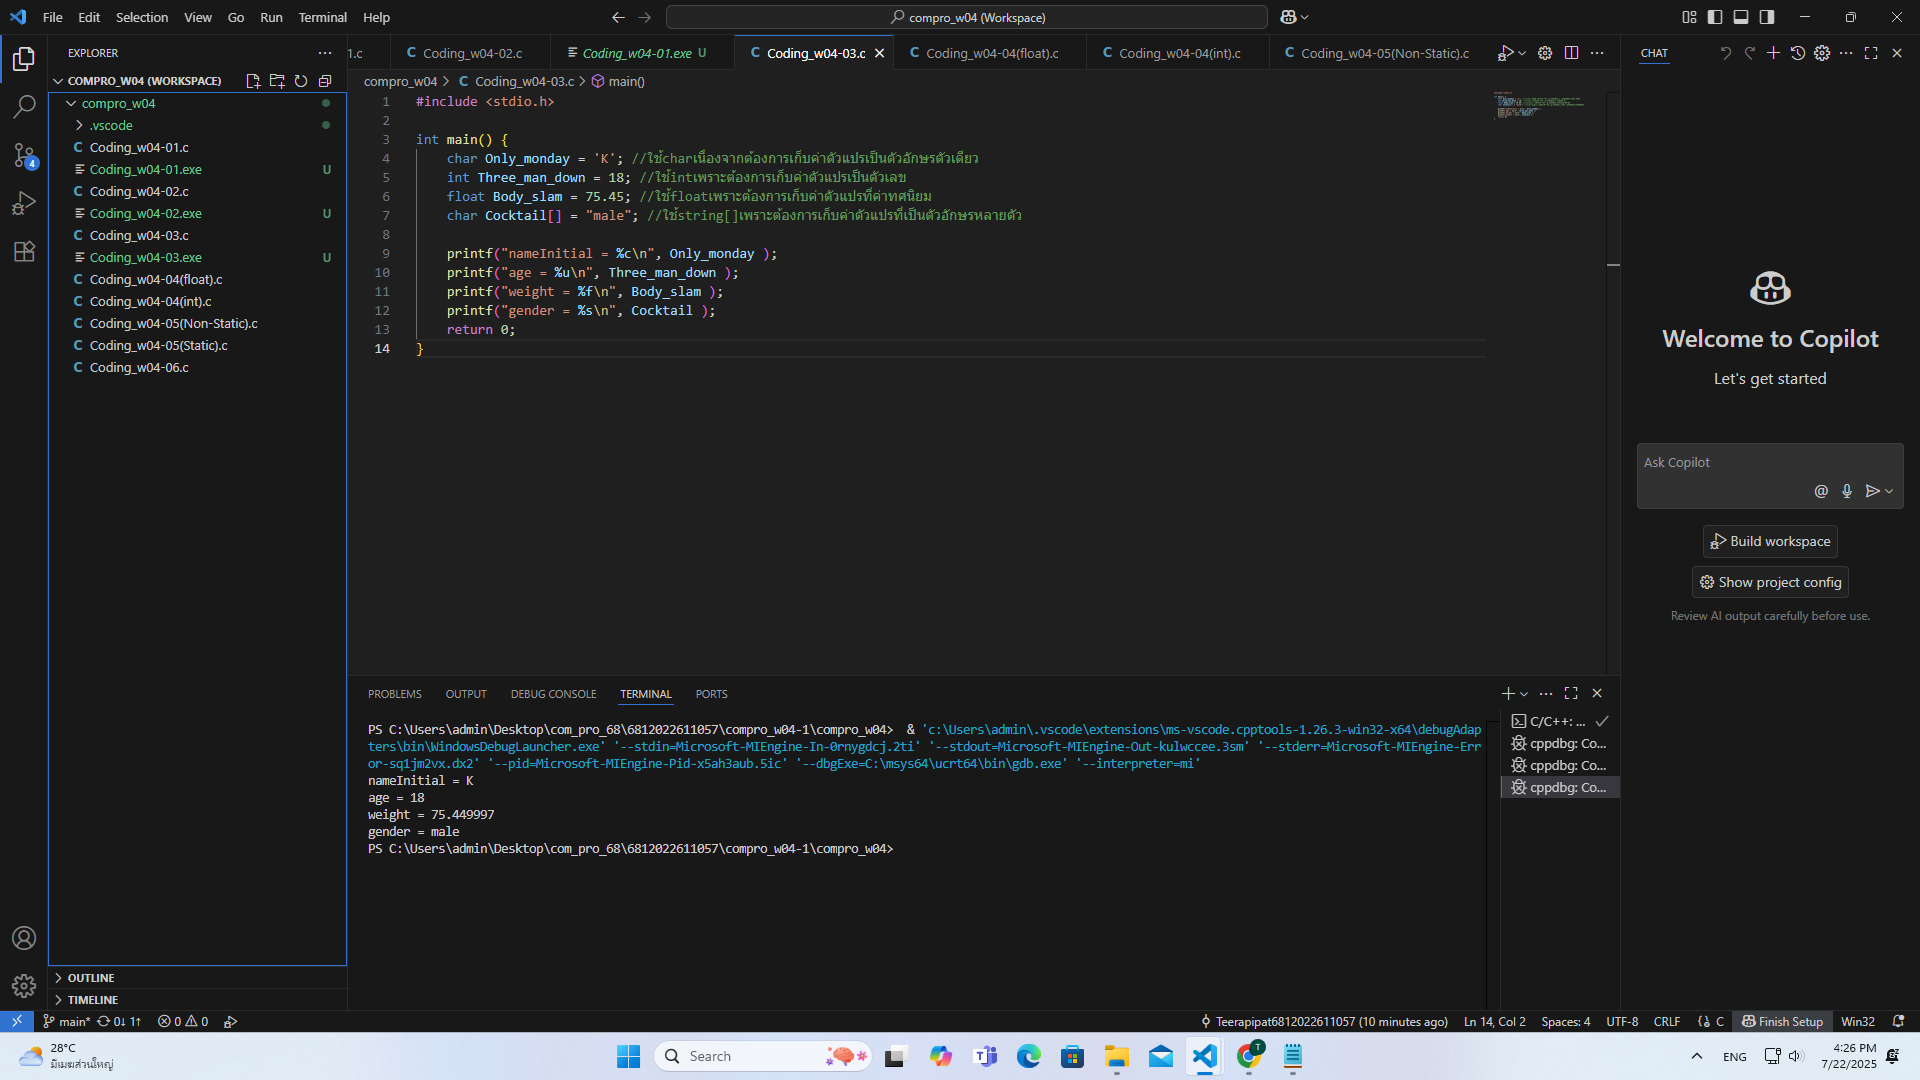 File Edit Selection View Go Run Terminal Help
compro_w04 (Workspace)
EXPLORER
COMPRO_W04 (WORKSPACE)
compro_w04
.vscode
Coding_w04-01.c
Coding_w04-01.exe U
Coding_w04-02.c
Coding_w04-02.exe U
Coding_w04-03.c
Coding_w04-03.exe U
Coding_w04-04(float).c
Coding_w04-04(int).c
Coding_w04-05(Non-Static).c
Coding_w04-05(Static).c
Coding_w04-06.c
OUTLINE
TIMELINE
1.c Coding_w04-02.c Coding_w04-01.exe U Coding_w04-03.c Coding_w04-04(float).c Coding_w04-04(int).c Coding_w04-05(Non-Static).c
compro_w04 > C Coding_w04-03.c > main()
1 #include <stdio.h>
2
3 int main() {
4 char Only_monday = 'K'; //ใช้charเนื่องจากต้องการเก็บค่าตัวแปรเป็นตัวอักษรตัวเดียว
5 int Three_man_down = 18; //ใช้intเพราะต้องการเก็บค่าตัวแปรเป็นตัวเลข
6 float Body_slam = 75.45; //ใช้floatเพราะต้องการเก็บค่าตัวแปรที่ค่าทศนิยม
7 char Cocktail[] = "male"; //ใช้string[]เพราะต้องการเก็บค่าตัวแปรที่เป็นตัวอักษรหลายตัว
8
9 printf("nameInitial = %c\n", Only_monday );
10 printf("age = %u\n", Three_man_down );
11 printf("weight = %f\n", Body_slam );
12 printf("gender = %s\n", Cocktail );
13 return 0;
14 }
PROBLEMS OUTPUT DEBUG CONSOLE TERMINAL PORTS
PS C:\Users\admin\Desktop\com_pro_68\6812022611057\compro_w04-1\compro_w04> & 'c:\Users\admin\.vscode\extensions\ms-vscode.cpptools-1.26.3-win32-x64\debugAdap
ters\bin\WindowsDebugLauncher.exe' '--stdin=Microsoft-MIEngine-In-0rnygdcj.2ti' '--stdout=Microsoft-MIEngine-Out-kulwccee.3sm' '--stderr=Microsoft-MIEngine-Err
or-sq1jm2vx.dx2' '--pid=Microsoft-MIEngine-Pid-x5ah3aub.5ic' '--dbgExe=C:\msys64\ucrt64\bin\gdb.exe' '--interpreter=mi'
nameInitial = K
age = 18
weight = 75.449997
gender = male
PS C:\Users\admin\Desktop\com_pro_68\6812022611057\compro_w04-1\compro_w04>
C/C++: ...
cppdbg: Co...
cppdbg: Co...
cppdbg: Co...
CHAT
Welcome to Copilot
Let's get started
Ask Copilot
Build workspace
Show project config
Review AI output carefully before use.
4
main* 0↓ 1↑ 0 0
Teerapipat6812022611057 (10 minutes ago) Ln 14, Col 2 Spaces: 4 UTF-8 CRLF {} C Finish Setup Win32
28°C
มีเมฆส่วนใหญ่
Search
T
ENG
4:26 PM
7/22/2025